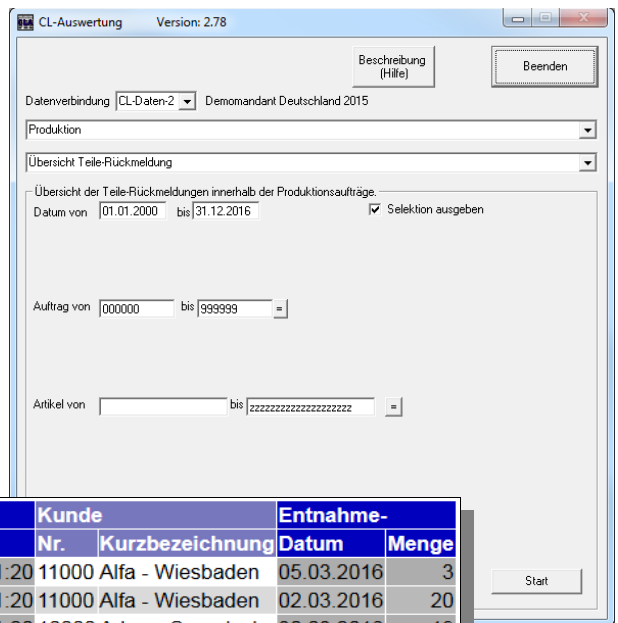 CL-Auswertung Version: 2.78
Beschreibung
(Hilfe)
Beenden
Datenverbindung CL-Daten-2 Demomandant Deutschland 2015
Produktion
Übersicht Teile-Rückmeldung
Übersicht der Teile-Rückmeldungen innerhalb der Produktionsaufträge.
Datum von 01.01.2000 bis 31.12.2016 Selektion ausgeben
Auftrag von 000000 bis 999999 =
Artikel von bis zzzzzzzzzzzzzzzzzzzz =
Kunde Entnahme-
Nr. Kurzbezeichnung Datum Menge
:20 11000 Alfa - Wiesbaden 05.03.2016 3
:20 11000 Alfa - Wiesbaden 02.03.2016 20
Start